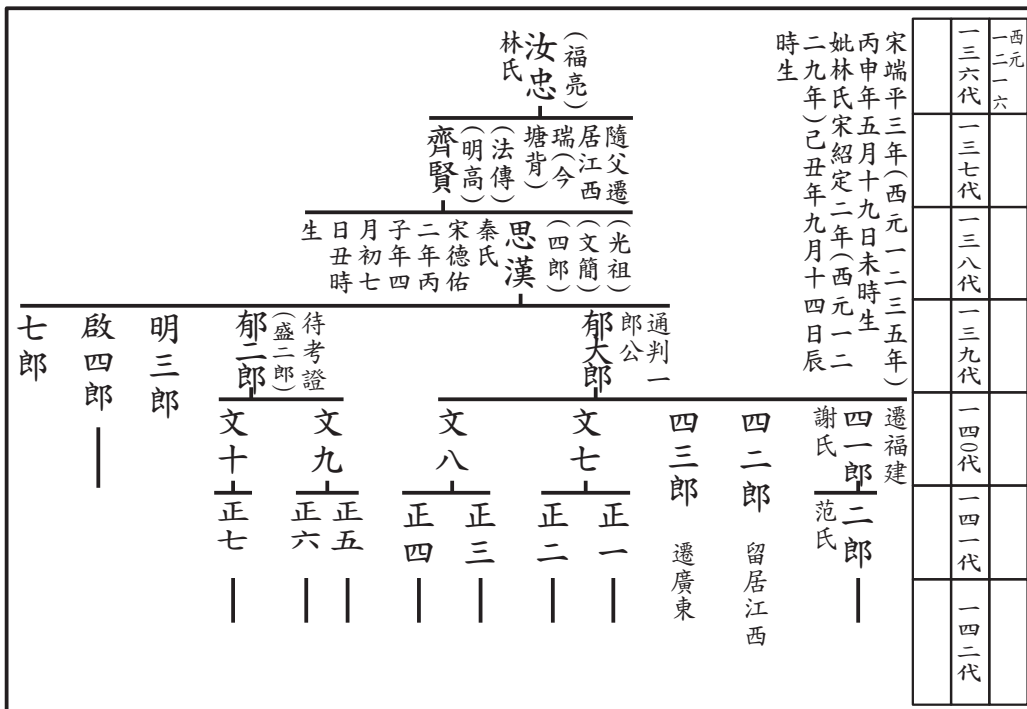 西元
一二一六
一三六代
一三七代
一三八代
一三九代
一四０代
一四一代
一四二代
宋端平三年(西元一二三五年)
丙申年五月十九日未時生
妣林氏宋紹定二年(西元一二
二九年)己丑年九月十四日辰
時生
(福亮)
汝忠
林氏
隨父遷
居江西
瑞(今
塘背)
(法傳)
(明高)
齊賢
(光祖)
(文簡)
(四郎)
思漢
秦氏
宋德佑
二年丙
子年四
月初七
日丑時
生
通判一
郎公
郁大郎
待考證
(盛二郎)
郁二郎
明三郎
啟四郎
七郎
遷福建
四一郎
謝氏
四二郎
留居江西
四三郎
遷廣東
文七
文八
文九
文十
二郎
范氏
正一
正二
正三
正四
正五
正六
正七